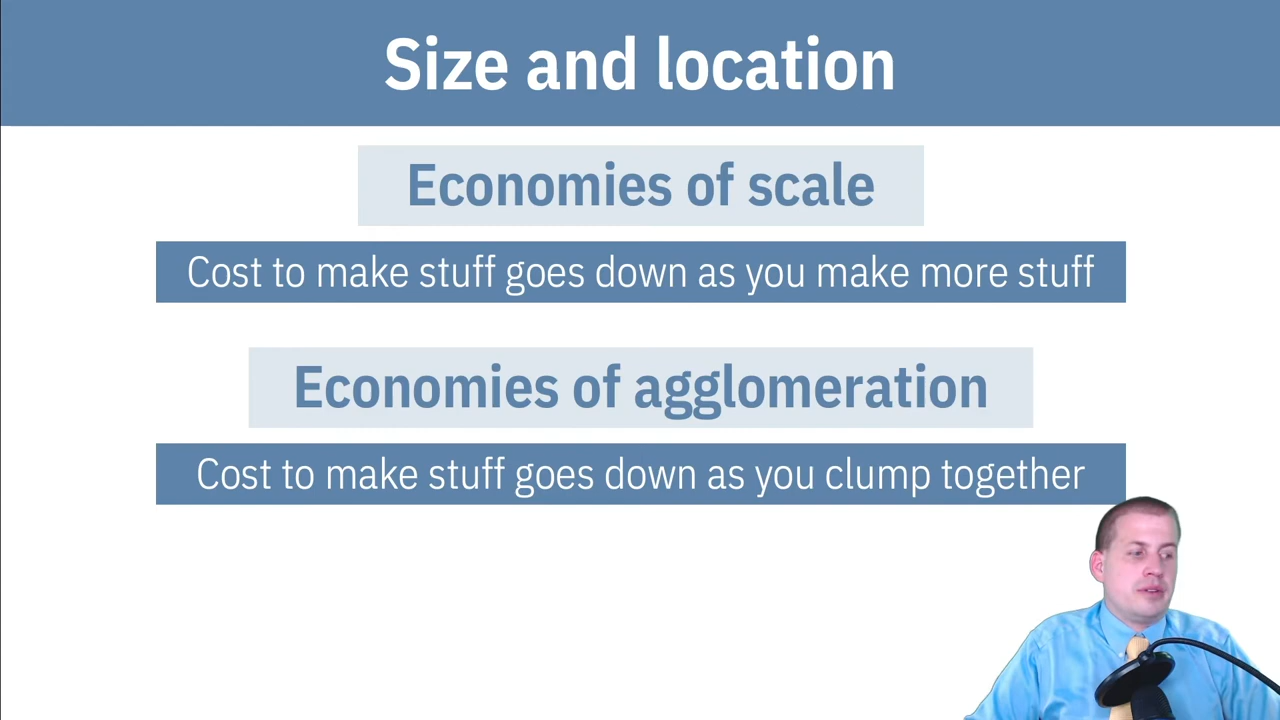 Size and location
Economies of scale
Cost to make stuff goes down as you make more stuff
Economies of agglomeration
Cost to make stuff goes down as you clump together